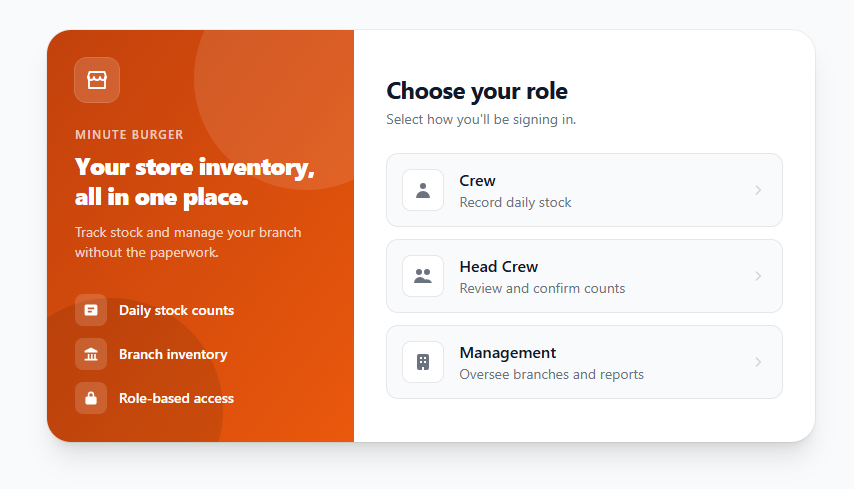 MINUTE BURGER
Your store inventory,
all in one place.
Track stock and manage your branch
without the paperwork.
Daily stock counts
Branch inventory
Role-based access
Choose your role
Select how you'll be signing in.
Crew
Record daily stock
Head Crew
Review and confirm counts
Management
Oversee branches and reports